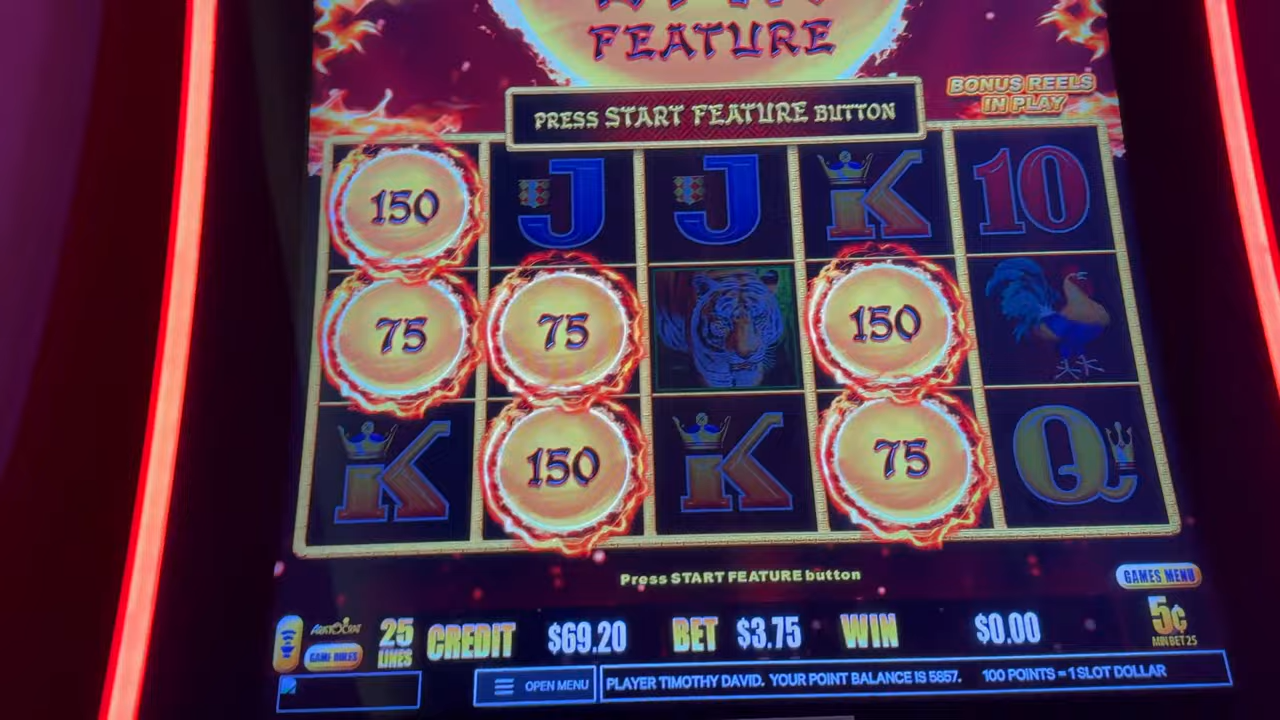 FEATURE
BONUS REELS
IN PLAY
PRESS START FEATURE BUTTON
150
J
J
K
10
75
75
150
K
150
K
75
Q
Press START FEATURE button
GAMES MENU
ARISTOCRAT
GAME RULES
25
LINES
CREDIT $69.20
BET $3.75
WIN $0.00
5¢
MIN BET 25
OPEN MENU
PLAYER TIMOTHY DAVID. YOUR POINT BALANCE IS 5657. 100 POINTS = 1 SLOT DOLLAR